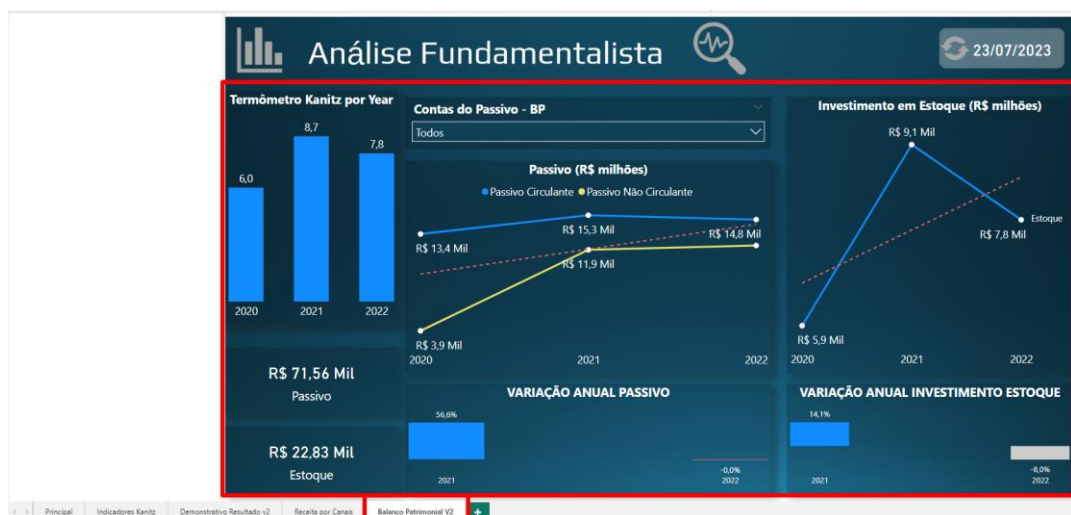 Análise Fundamentalista
23/07/2023
Termômetro Kanitz por Year
8,7
7,8
6,0
2020 2021 2022
R$ 71,56 Mil
Passivo
R$ 22,83 Mil
Estoque
Contas do Passivo - BP
Todos
Passivo (R$ milhões)
Passivo Circulante Passivo Não Circulante
R$ 13,4 Mil
R$ 15,3 Mil
R$ 14,8 Mil
R$ 11,9 Mil
R$ 3,9 Mil
2020 2021 2022
VARIAÇÃO ANUAL PASSIVO
56,6%
-0,0%
2021 2022
Investimento em Estoque (R$ milhões)
R$ 9,1 Mil
Estoque
R$ 7,8 Mil
R$ 5,9 Mil
2020 2021 2022
VARIAÇÃO ANUAL INVESTIMENTO ESTOQUE
14,1%
-8,0%
2021 2022
Principal Indicadores Kanitz Demonstrativo Resultado v2 Receita por Canais Balanço Patrimonial V2 +